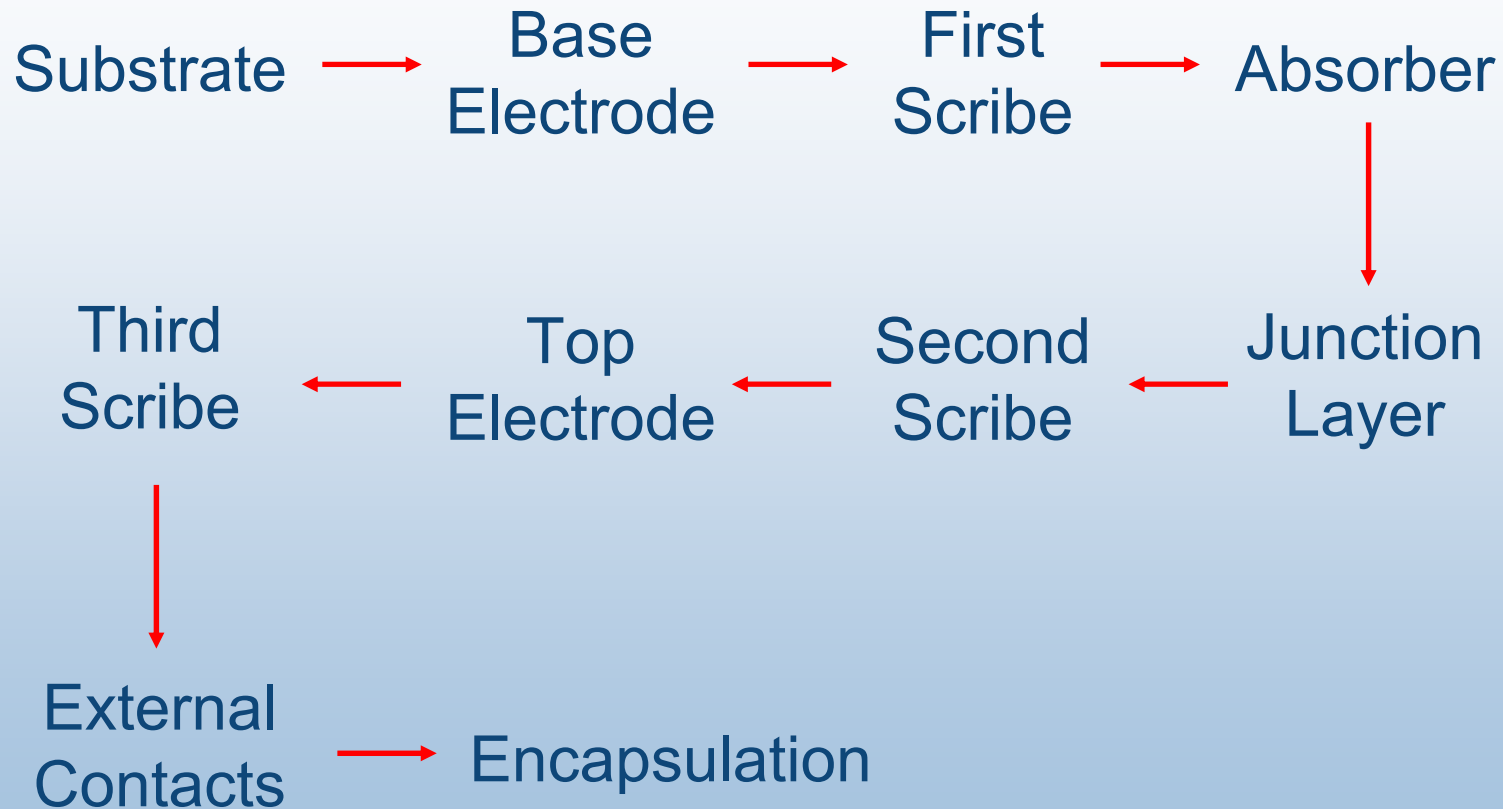 Substrate
Base
Electrode
First
Scribe
Absorber
Junction
Layer
Second
Scribe
Top
Electrode
Third
Scribe
External
Contacts
Encapsulation